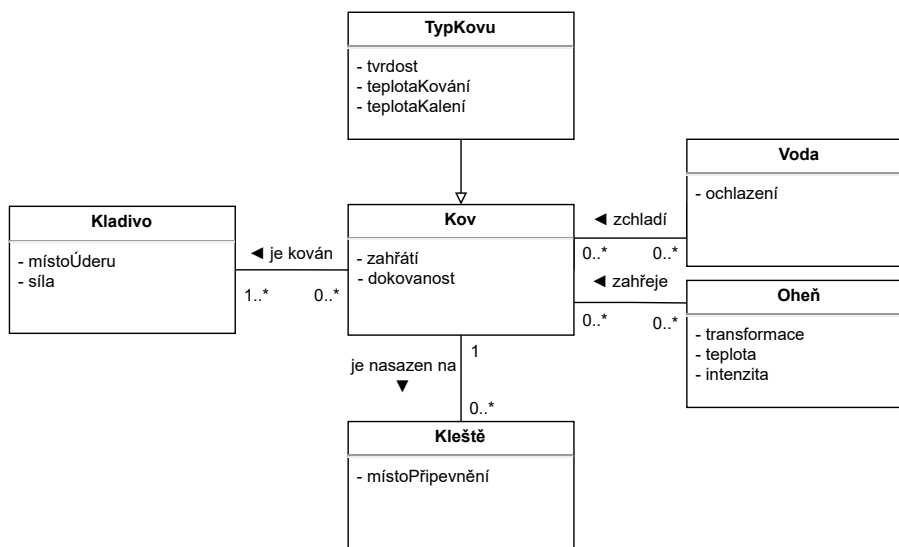 TypKovu
- tvrdost
- teplotaKování
- teplotaKalení
Voda
- ochlazení
Kladivo
- místoÚderu
- síla
◄ je kován
1..*
0..*
Kov
- zahřátí
- dokovanost
◄ zchladí
0..*
0..*
◄ zahřeje
0..*
0..*
Oheň
- transformace
- teplota
- intenzita
je nasazen na
▼
1
0..*
Kleště
- místoPřipevnění